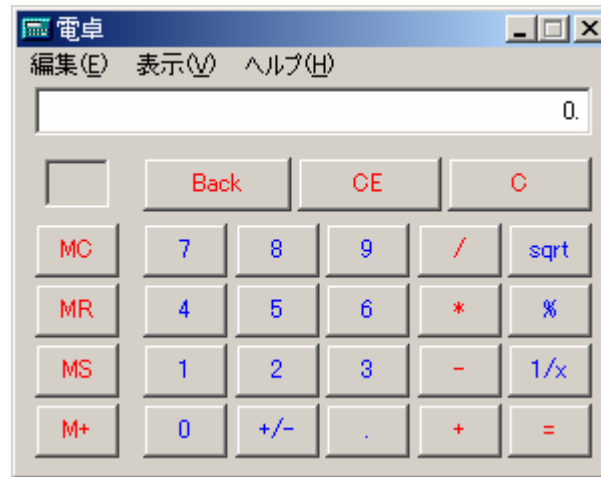 電卓
編集(E) 表示(V) ヘルプ(H)
0.
Back CE C
MC 7 8 9 / sqrt
MR 4 5 6 * %
MS 1 2 3 - 1/x
M+ 0 +/- . + =